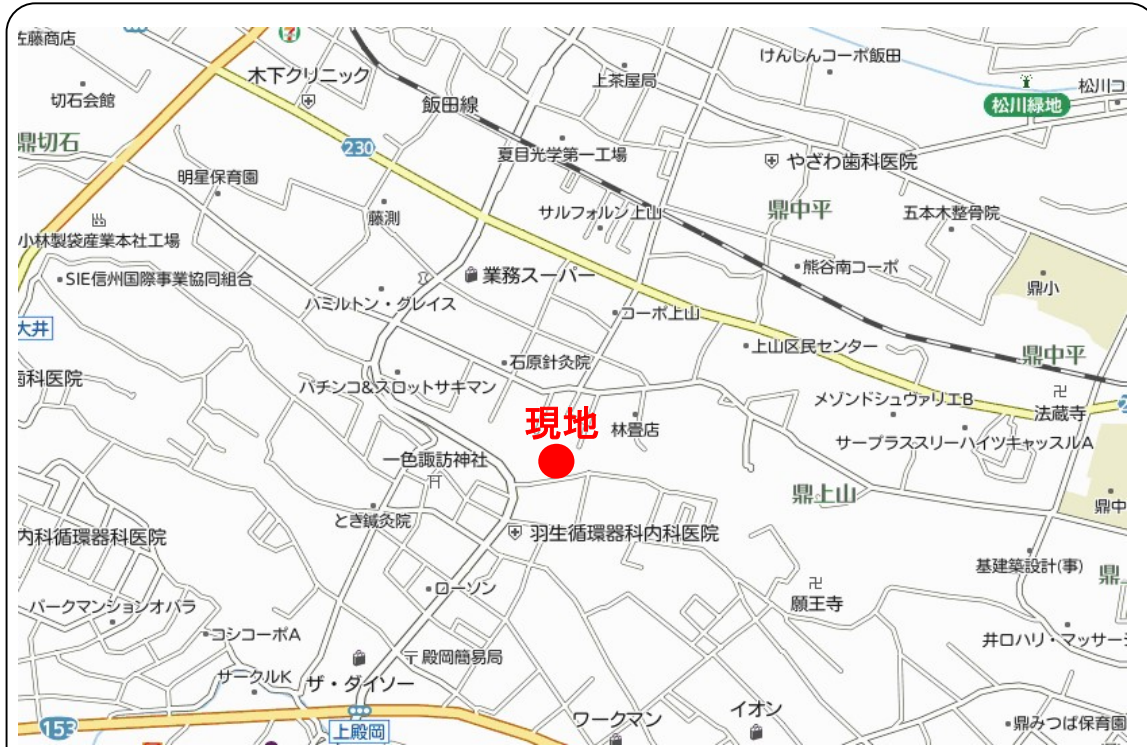 佐藤商店
7
木下クリニック
けんしんコーポ飯田
上茶屋局
松川コ
切石会館
飯田線
松川緑地
鼎切石
230
夏目光学第一工場
やざわ歯科医院
明星保育園
藤測
サルフォルン上山
鼎中平
五本木整骨院
小林製袋産業本社工場
SIE信州国際事業協同組合
業務スーパー
熊谷南コーポ
鼎小
ハミルトン・グレイス
コーポ上山
大井
上山区民センター
石原針灸院
鼎中平
歯科医院
パチンコ&スロットサキマン
メゾンドシュヴァリエB
法蔵寺
現地
林畳店
サープラススリーハイツキャッスルA
一色諏訪神社
鼎上山
鼎中
とき鍼灸院
内科循環器科医院
羽生循環器科内科医院
基建築設計(事)
鼎
ローソン
パークマンションオバラ
願王寺
コシコーポA
井口ハリ・マッサー
殿岡簡易局
サークルK
ザ・ダイソー
153
上殿岡
ワークマン
イオン
鼎みつば保育園